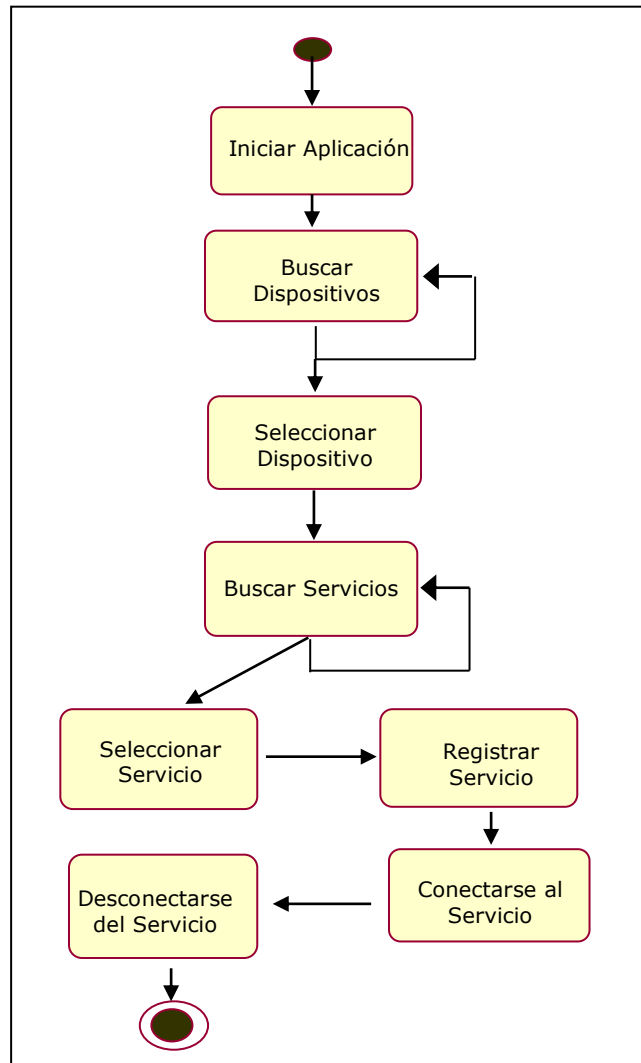 Iniciar Aplicación
Buscar
Dispositivos
Seleccionar
Dispositivo
Buscar Servicios
Seleccionar
Servicio
Registrar
Servicio
Conectarse al
Servicio
Desconectarse
del Servicio